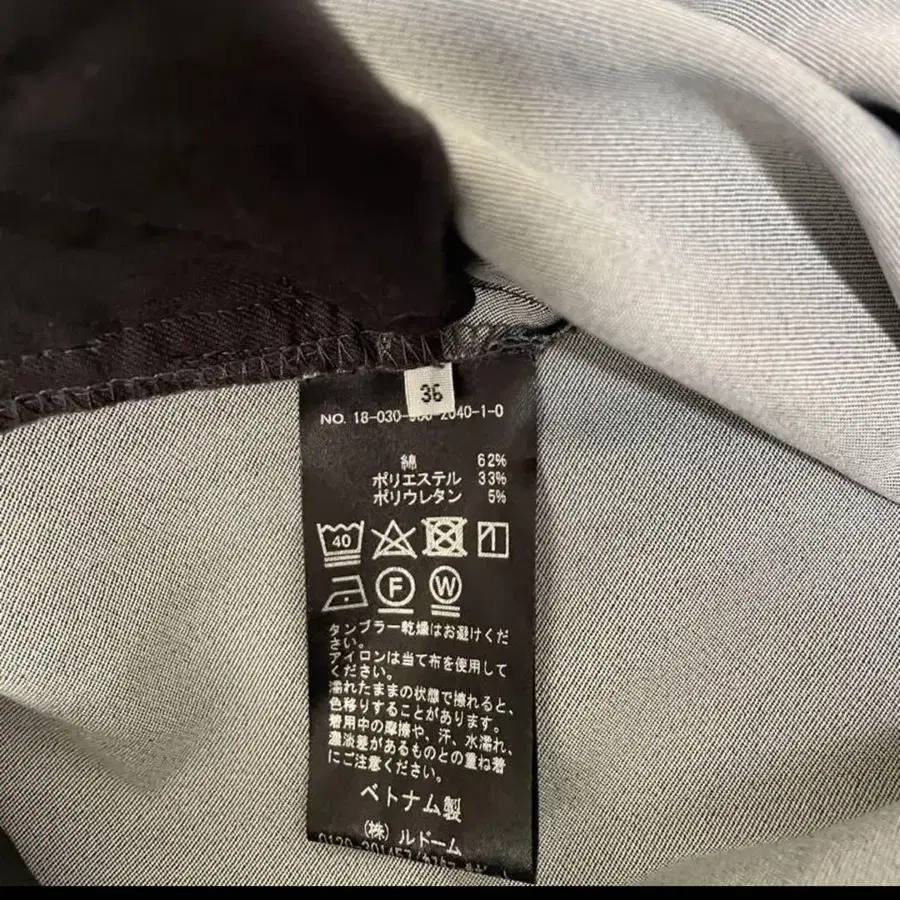 36
NO. 18-030-900-2040-1-0
綿 62%
ポリエステル 33%
ポリウレタン 5%
40
F W
タンブラー乾燥はお避けくだ
さい。
アイロンは当て布を使用して
ください。
濡れたままの状態で擦れると、
色移りすることがあります。
着用中の摩擦や、汗、水濡れ、
濃淡差があるものとの重ね着
にご注意ください。
ベトナム製
(株) ルドーム